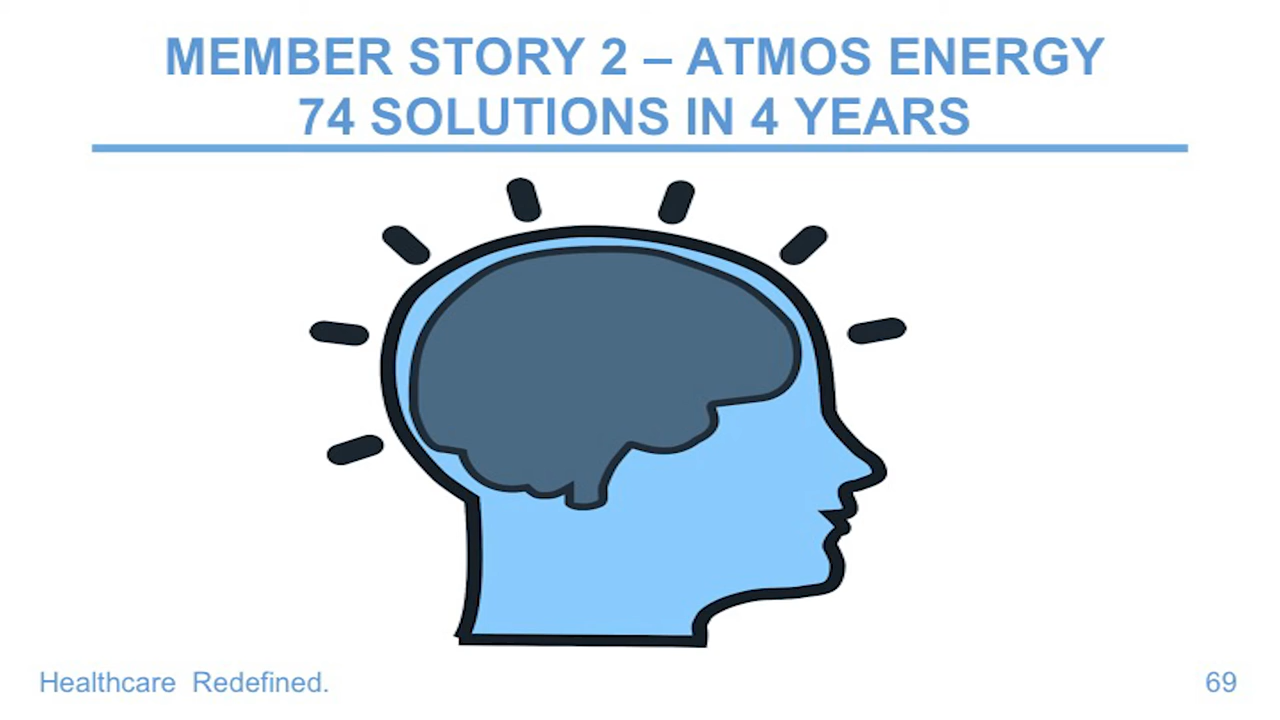 MEMBER STORY 2 – ATMOS ENERGY
74 SOLUTIONS IN 4 YEARS
Healthcare Redefined.
69